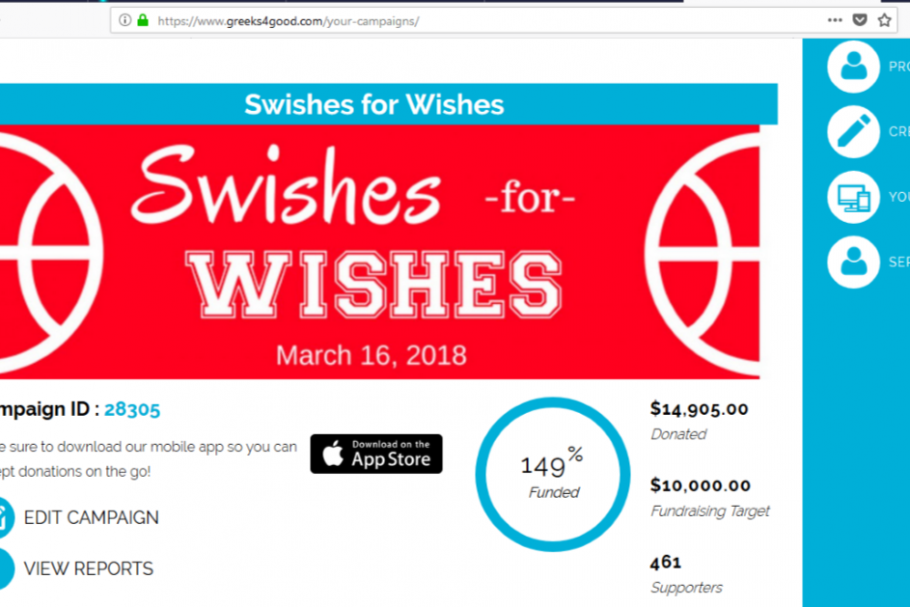 https://www.greeks4good.com/your-campaigns/
Swishes for Wishes
Swishes -for-
WISHES
March 16, 2018
mpaign ID : 28305
e sure to download our mobile app so you can
ept donations on the go!
Download on the
App Store
EDIT CAMPAIGN
VIEW REPORTS
149%
Funded
$14,905.00
Donated
$10,000.00
Fundraising Target
461
Supporters
PRO
CRE
YOU
SER